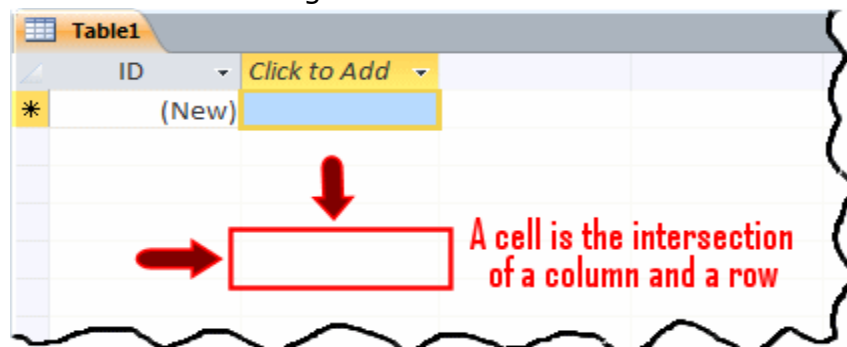 Table1
ID Click to Add
* (New)
A cell is the intersection
of a column and a row